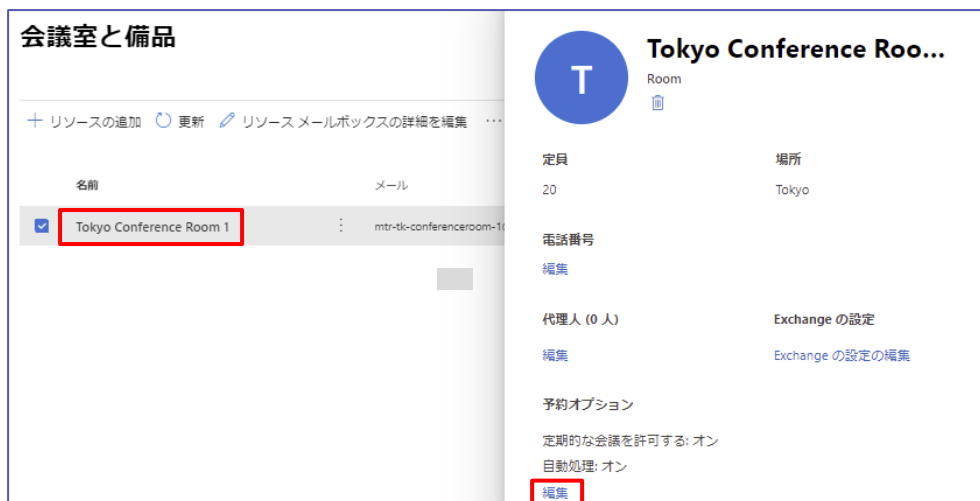 会議室と備品
リソースの追加 更新 リソース メールボックスの詳細を編集 …
名前 メール
Tokyo Conference Room 1 mtr-tk-conferenceroom-1
T
Tokyo Conference Roo...
Room
定員 場所
20 Tokyo
電話番号
編集
代理人 (0 人) Exchange の設定
編集 Exchange の設定の編集
予約オプション
定期的な会議を許可する: オン
自動処理: オン
編集